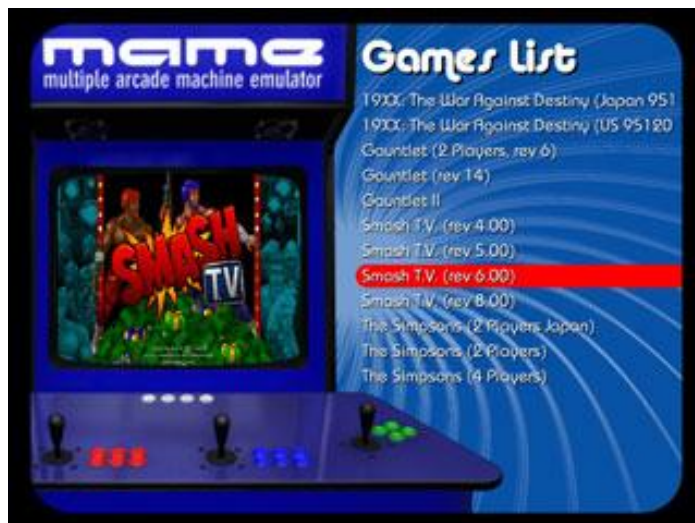 mame
multiple arcade machine emulator
Games List
19XX: The War Against Destiny (Japan 951
19XX: The War Against Destiny (US 95120
Gauntlet (2 Players, rev 6)
Gauntlet (rev 14)
Gauntlet II
Smash T.V. (rev 4.00)
Smash T.V. (rev 5.00)
Smash T.V. (rev 6.00)
Smash T.V. (rev 8.00)
The Simpsons (2 Players Japan)
The Simpsons (2 Players)
The Simpsons (4 Players)
SMASH
TV